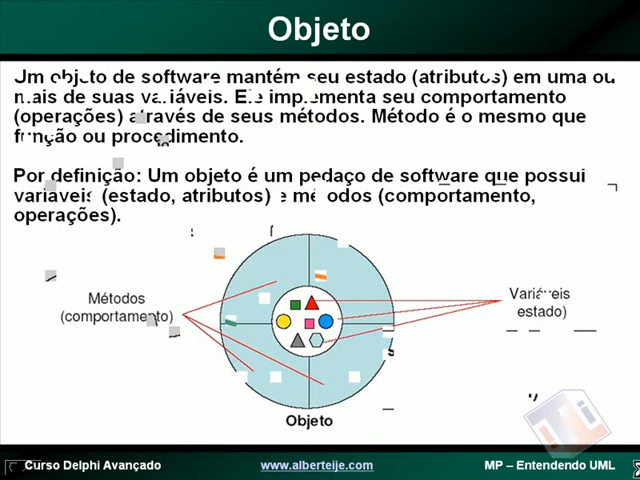 Objeto
Um objeto de software mantém seu estado (atributos) em uma ou
mais de suas variáveis. Ele implementa seu comportamento
(operações) através de seus métodos. Método é o mesmo que
função ou procedimento.
Por definição: Um objeto é um pedaço de software que possui
variáveis (estado, atributos) e métodos (comportamento,
operações).
Métodos
(comportamento)
Variáveis
estado)
Objeto
Curso Delphi Avançado
www.alberteije.com
MP – Entendendo UML